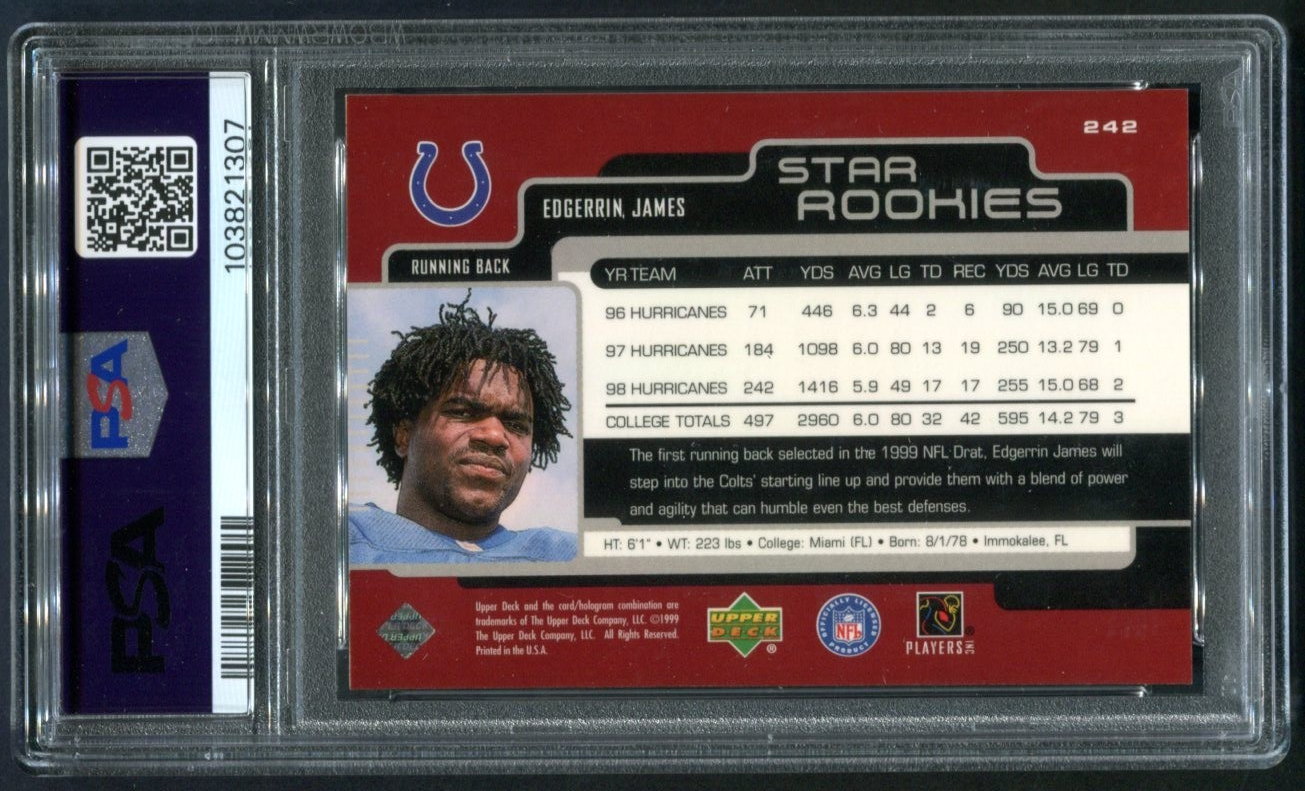 103821307
PSA
PSA
242
STAR
ROOKIES
EDGERRIN JAMES
RUNNING BACK
YR TEAM ATT YDS AVG LG TD REC YDS AVG LG TD
96 HURRICANES 71 446 6.3 44 2 6 90 15.0 69 0
97 HURRICANES 184 1098 6.0 80 13 19 250 13.2 79 1
98 HURRICANES 242 1416 5.9 49 17 17 255 15.0 68 2
COLLEGE TOTALS 497 2960 6.0 80 32 42 595 14.2 79 3
The first running back selected in the 1999 NFL Drat, Edgerrin James will
step into the Colts' starting line up and provide them with a blend of power
and agility that can humble even the best defenses.
HT: 6'1" • WT: 223 lbs • College: Miami (FL) • Born: 8/1/78 • Immokalee, FL
Upper Deck and the card/hologram combination are
trademarks of The Upper Deck Company, LLC. ©1999
The Upper Deck Company, LLC. All Rights Reserved.
Printed in the U.S.A.
UPPER
DECK
®
OFFICIALLY LICENSED
NFL
PRODUCT
®
PLAYERS INC